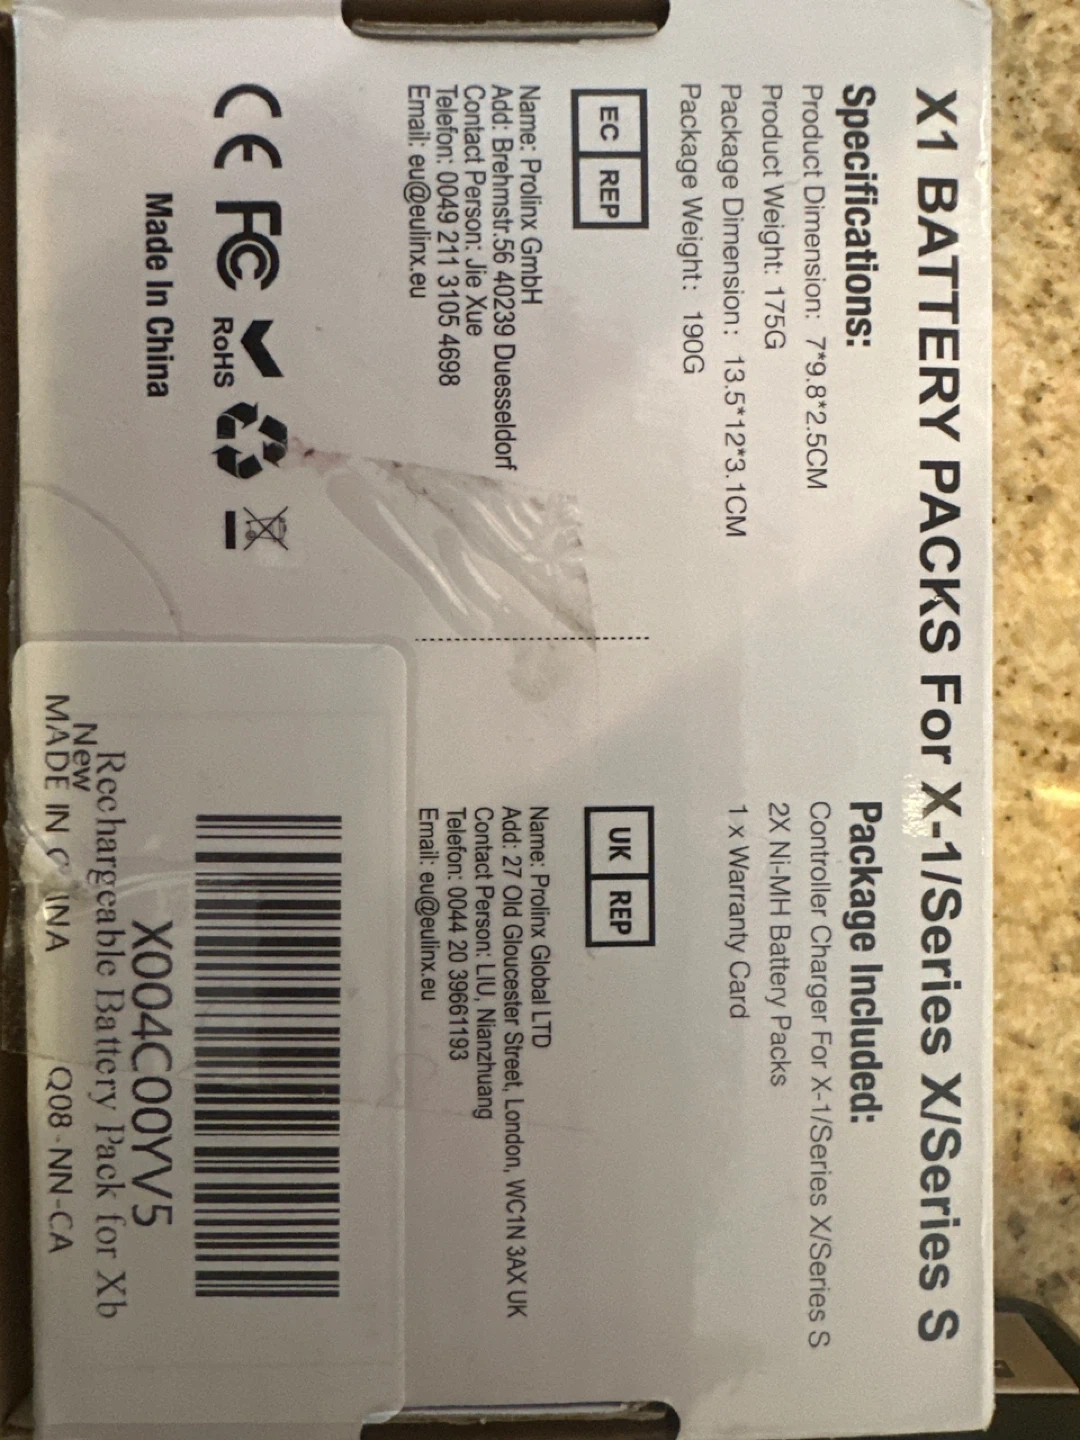 X1 BATTERY PACKS For X-1/Series X/Series S
Specifications:
Product Dimension: 7*9.8*2.5CM
Product Weight: 175G
Package Dimension: 13.5*12*3.1CM
Package Weight: 190G
Package Included:
Controller Charger For X-1/Series X/Series S
2X Ni-MH Battery Packs
1 x Warranty Card
EC REP
Name: Prolinx GmbH
Add: Brehmstr.56 40239 Duesseldorf
Contact Person: Jie Xue
Telefon: 0049 211 3105 4698
Email: eu@eulinx.eu
UK REP
Name: Prolinx Global LTD
Add: 27 Old Gloucester Street, London, WC1N 3AX UK
Contact Person: LIU, Nianzhuang
Telefon: 0044 20 39661193
Email: eu@eulinx.eu
CE FC RoHS
Made In China
X004C00YV5
Rechargeable Battery Pack for Xb
New
MADE IN CHINA Q08-NN-CA